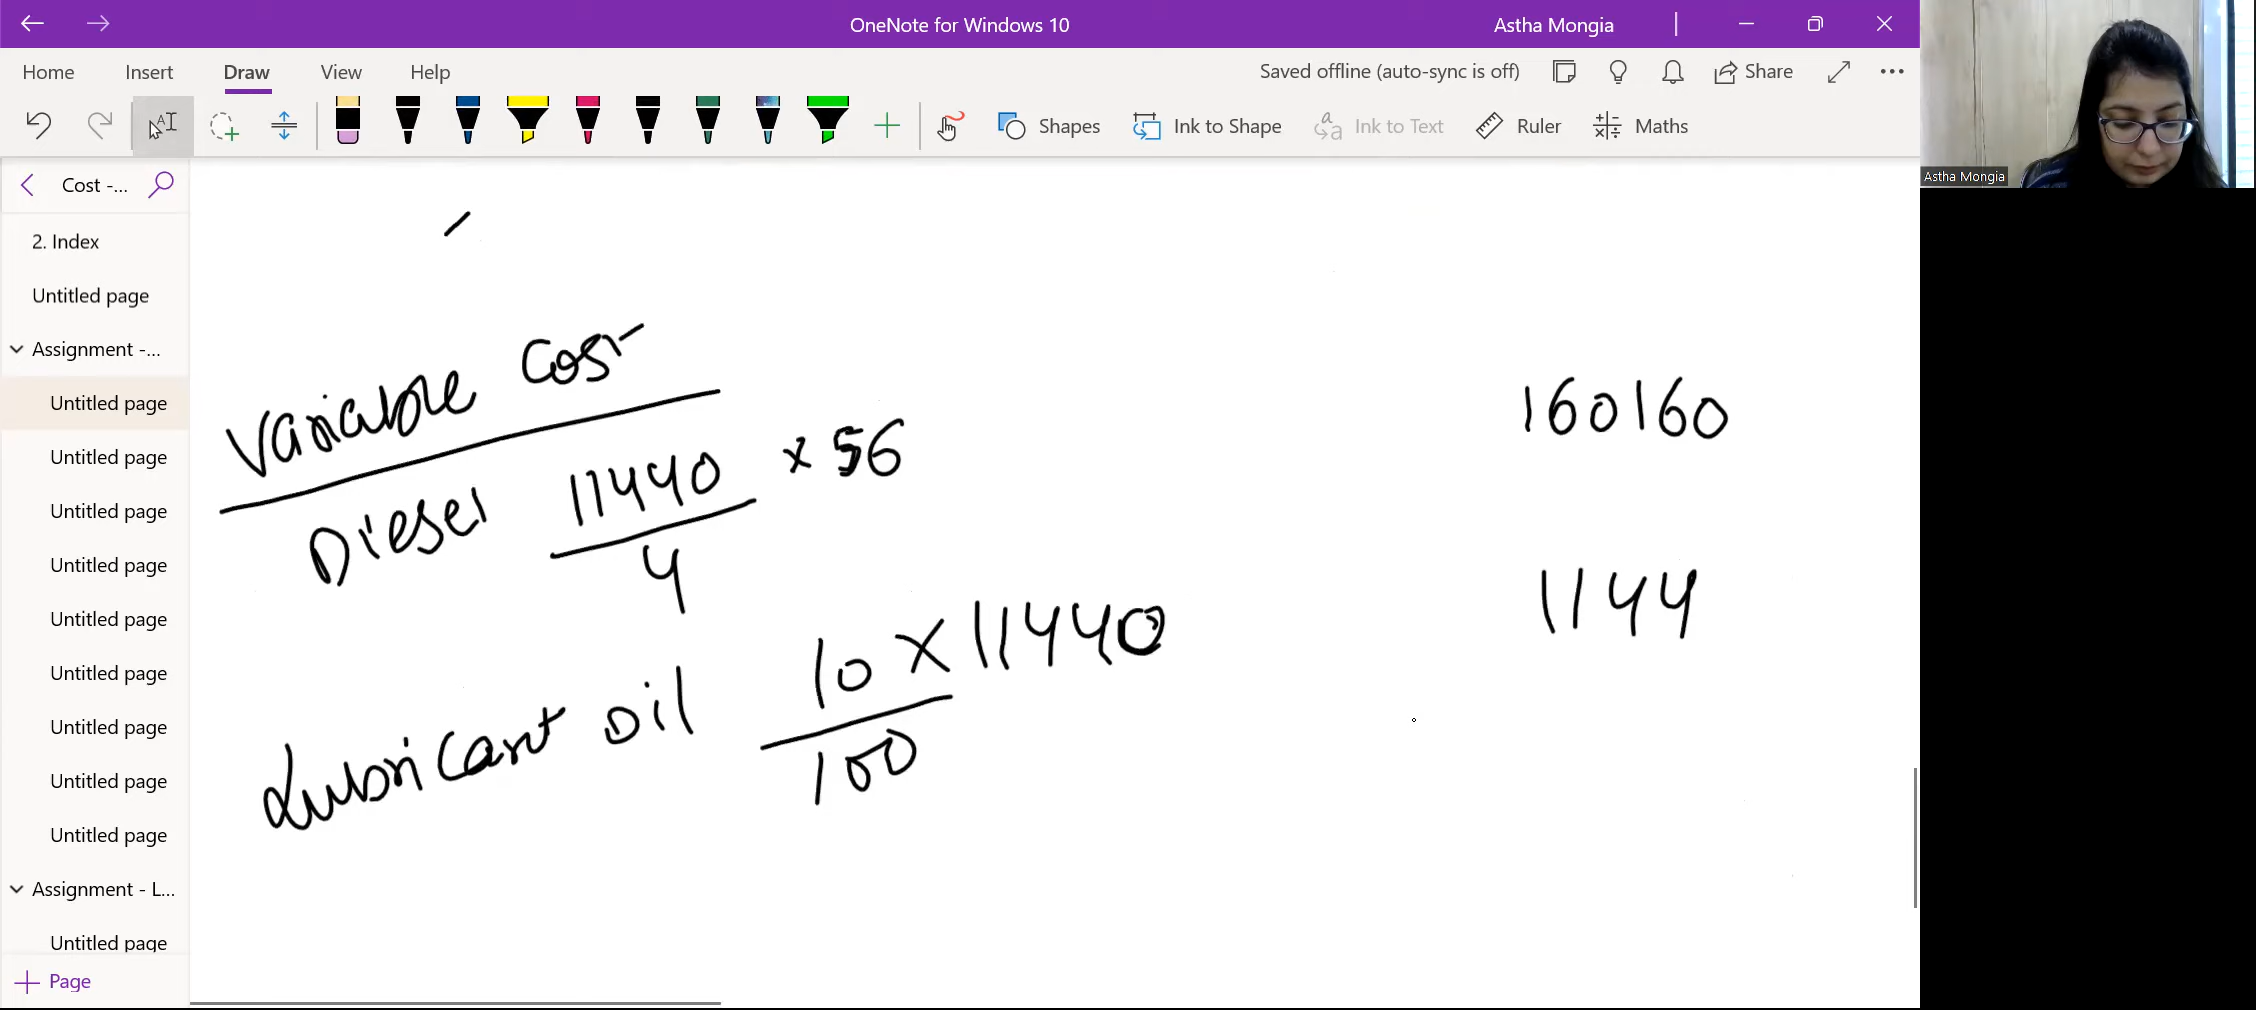 OneNote for Windows 10
Astha Mongia
Home Insert Draw View Help
Saved offline (auto-sync is off)
Share
Shapes
Ink to Shape
Ink to Text
Ruler
Maths
Astha Mongia
Cost -...
2. Index
Untitled page
Assignment -...
Untitled page
Untitled page
Untitled page
Untitled page
Untitled page
Untitled page
Untitled page
Untitled page
Untitled page
Assignment - L...
Untitled page
Page
Variable Cost
Diesel 11440/4 × 56 160160
Lubricant oil 10/100 × 11440 1144